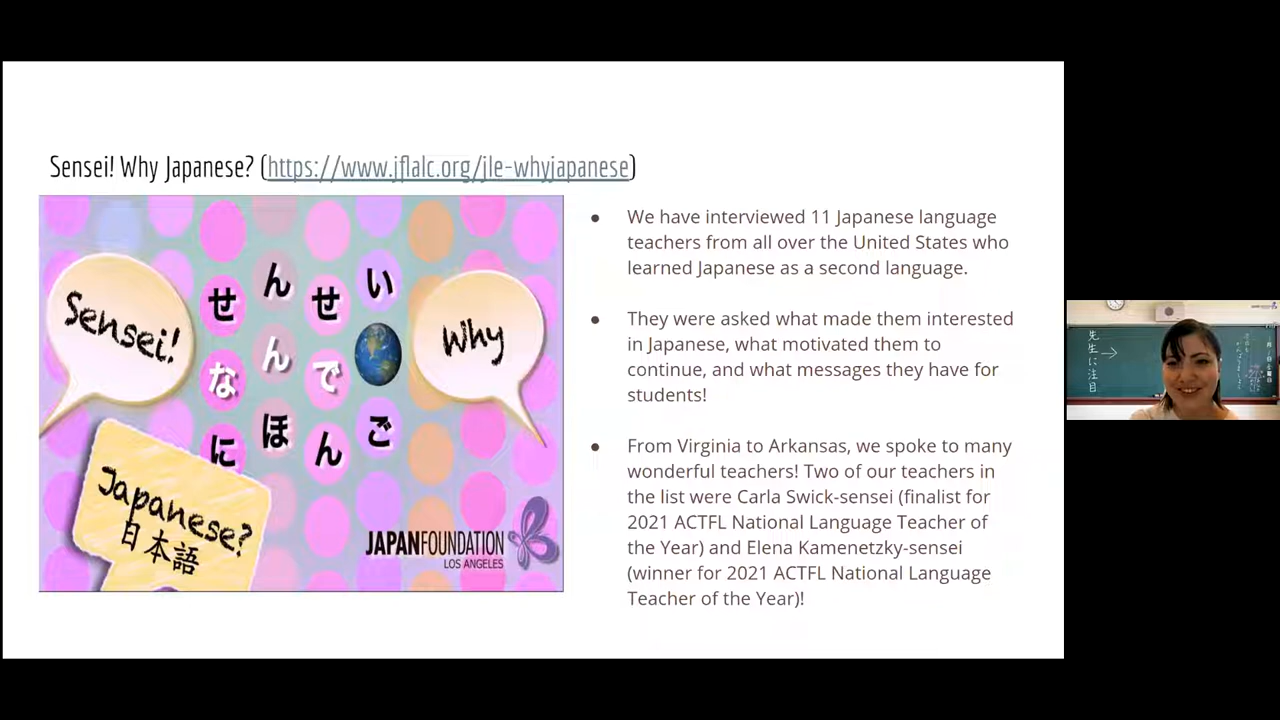 Sensei! Why Japanese? (https://www.jflalc.org/jle-whyjapanese)
Sensei!
せんせい
なんで
にほんご
Why
Japanese?
日本語
JAPANFOUNDATION
LOS ANGELES
● We have interviewed 11 Japanese language
teachers from all over the United States who
learned Japanese as a second language.
● They were asked what made them interested
in Japanese, what motivated them to
continue, and what messages they have for
students!
● From Virginia to Arkansas, we spoke to many
wonderful teachers! Two of our teachers in
the list were Carla Swick-sensei (finalist for
2021 ACTFL National Language Teacher of
the Year) and Elena Kamenetzky-sensei
(winner for 2021 ACTFL National Language
Teacher of the Year)!
先生に注目